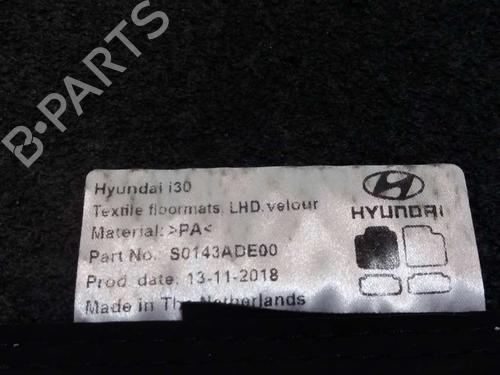 B-PARTS
Hyundai i30
Textile floormats, LHD, velour
Material: >PA<
Part No. S0143ADE00
Prod. date: 13-11-2018
Made in The Netherlands
HYUNDAI